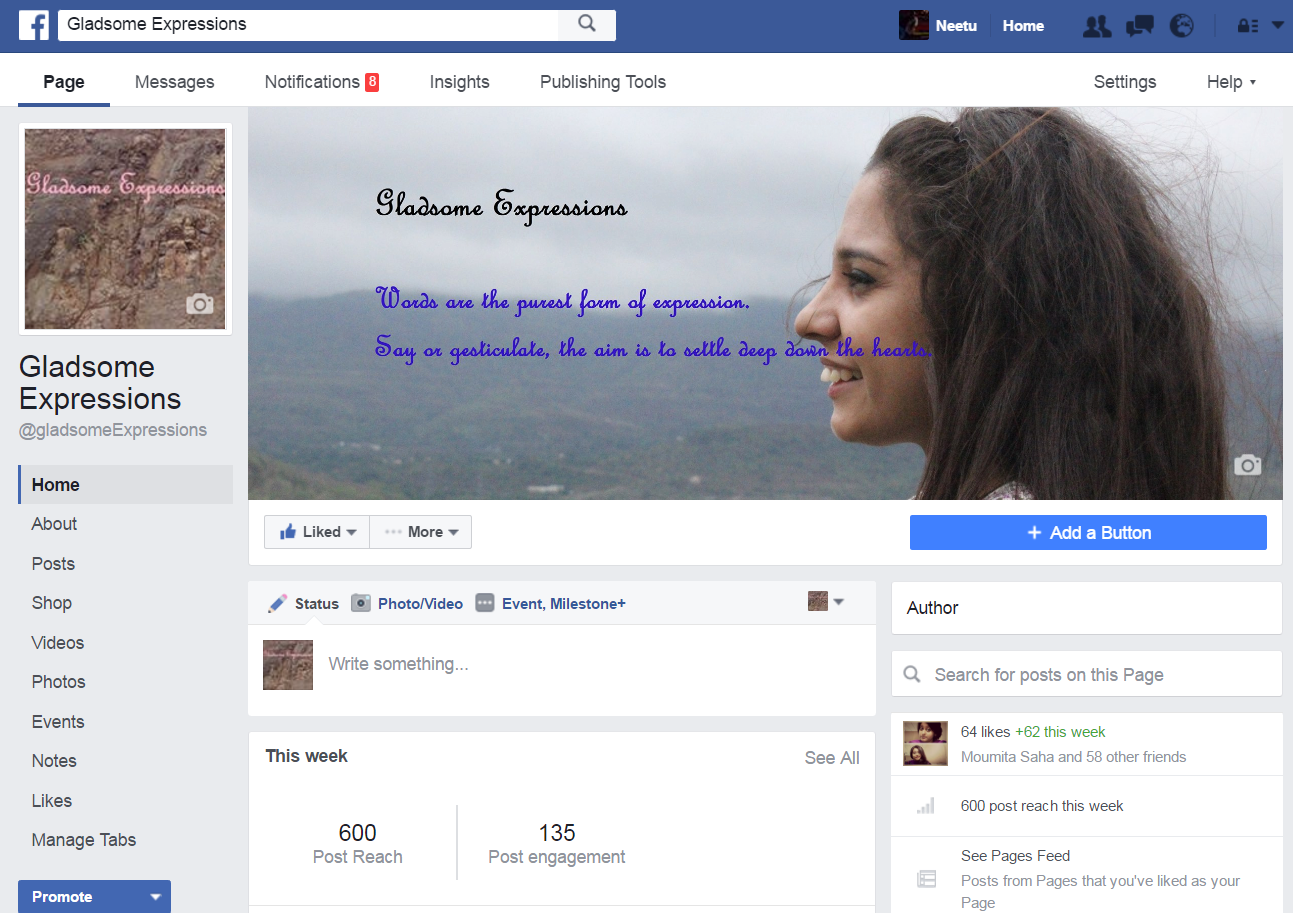 Gladsome Expressions
Neetu
Home
Page
Messages
Notifications 8
Insights
Publishing Tools
Settings
Help
Gladsome Expressions
Gladsome Expressions
Words are the purest form of expression.
Say or gesticulate, the aim is to settle deep down the hearts.
Gladsome
Expressions
@gladsomeExpressions
Home
About
Posts
Shop
Videos
Photos
Events
Notes
Likes
Manage Tabs
Promote
Liked
More
+ Add a Button
Status
Photo/Video
Event, Milestone+
Write something...
This week
See All
600
Post Reach
135
Post engagement
Author
Search for posts on this Page
64 likes +62 this week
Moumita Saha and 58 other friends
600 post reach this week
See Pages Feed
Posts from Pages that you've liked as your
Page